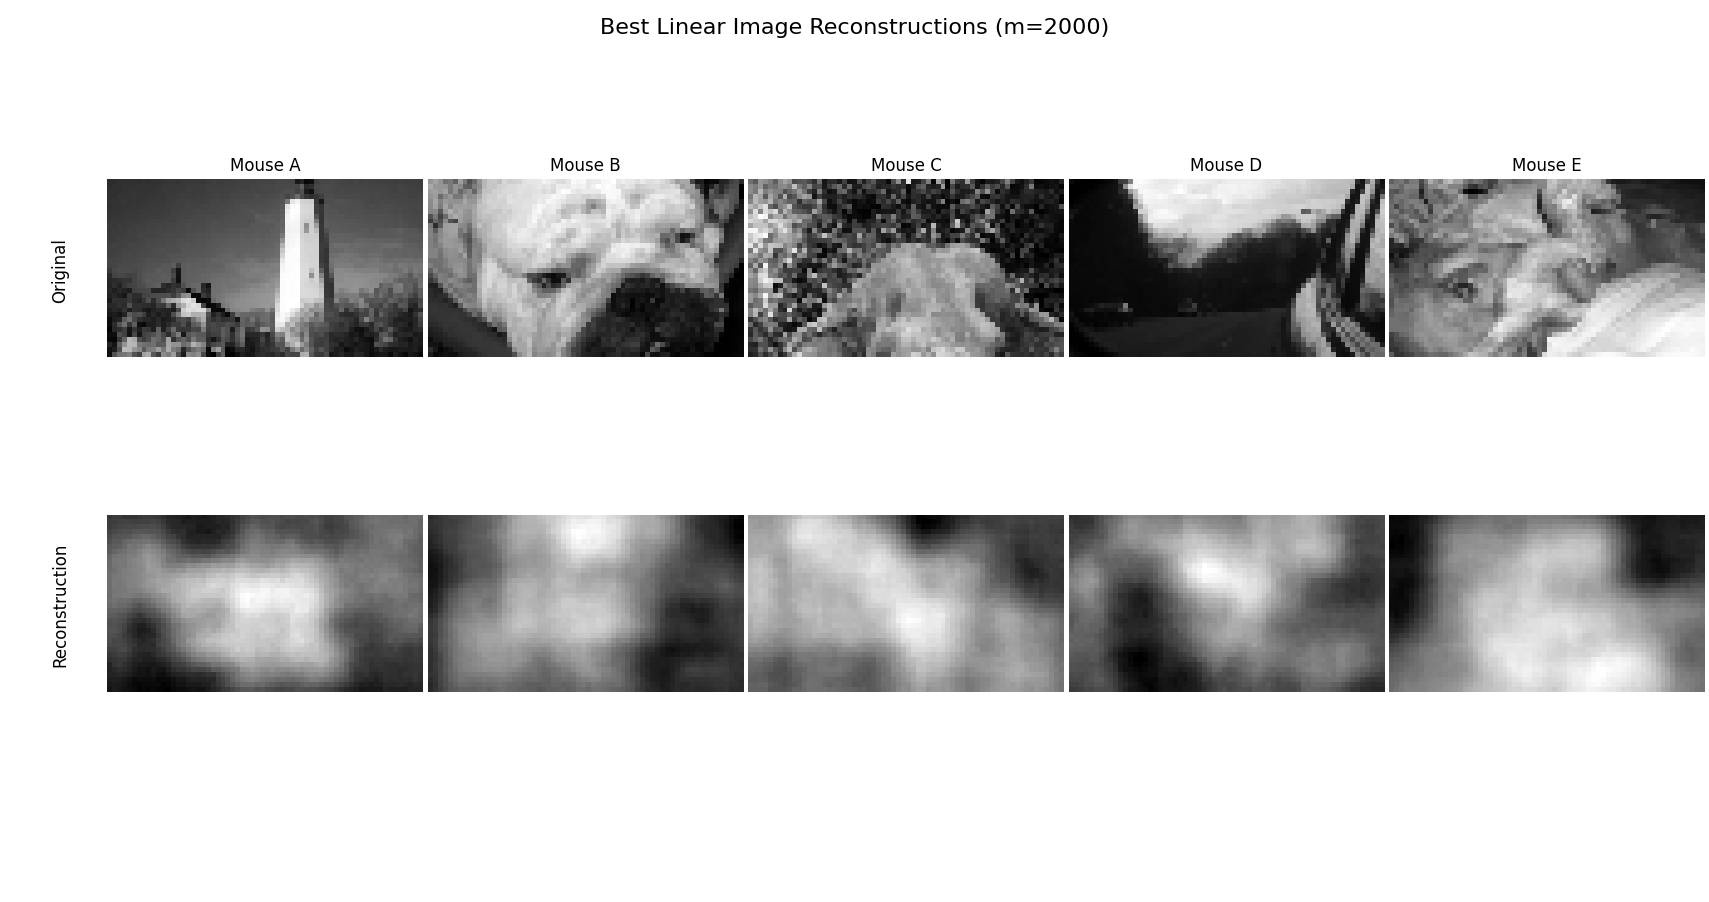 Best Linear Image Reconstructions (m=2000)
Mouse A
Mouse B
Mouse C
Mouse D
Mouse E
Original
Reconstruction